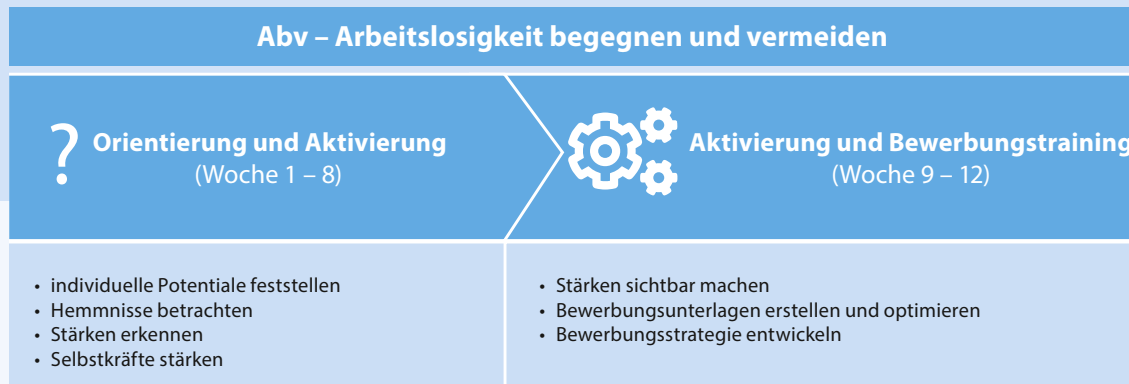 Abv – Arbeitslosigkeit begegnen und vermeiden
? Orientierung und Aktivierung
(Woche 1 – 8)
Aktivierung und Bewerbungstraining
(Woche 9 – 12)
• individuelle Potentiale feststellen
• Hemmnisse betrachten
• Stärken erkennen
• Selbstkräfte stärken
• Stärken sichtbar machen
• Bewerbungsunterlagen erstellen und optimieren
• Bewerbungsstrategie entwickeln